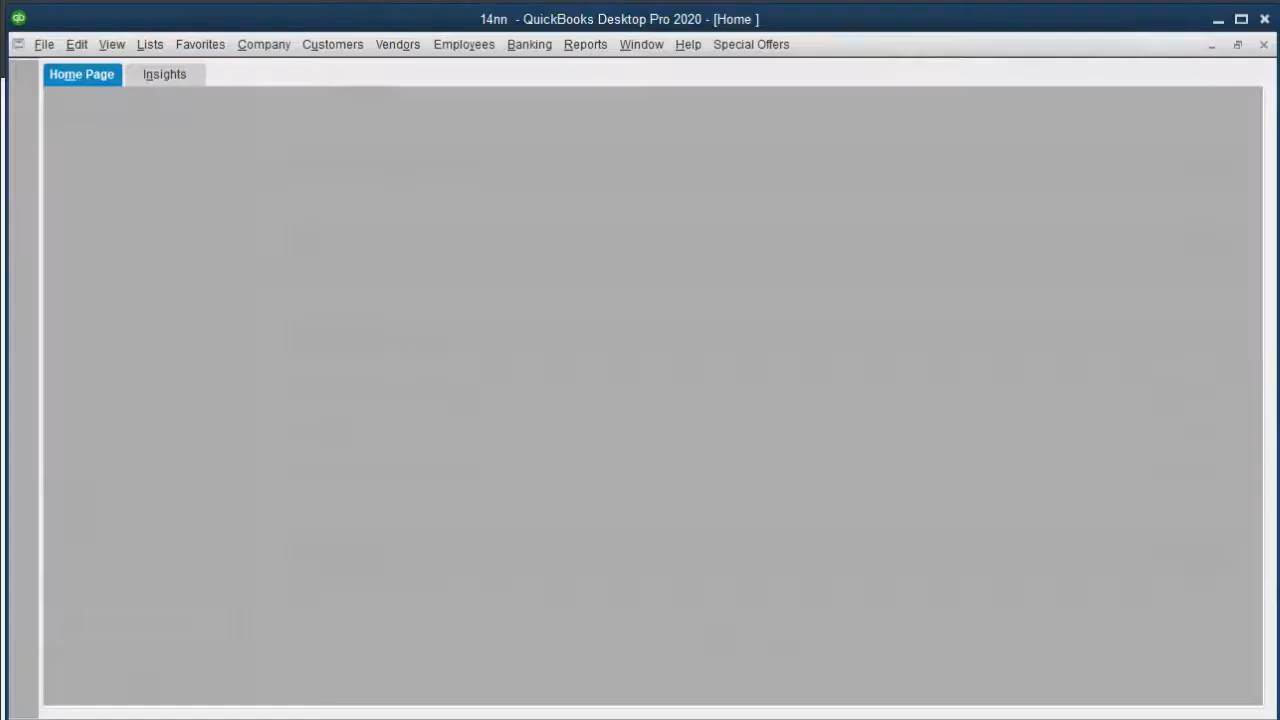 qb
14nn - QuickBooks Desktop Pro 2020 - [Home ]
File Edit View Lists Favorites Company Customers Vendors Employees Banking Reports Window Help Special Offers
Home Page Insights